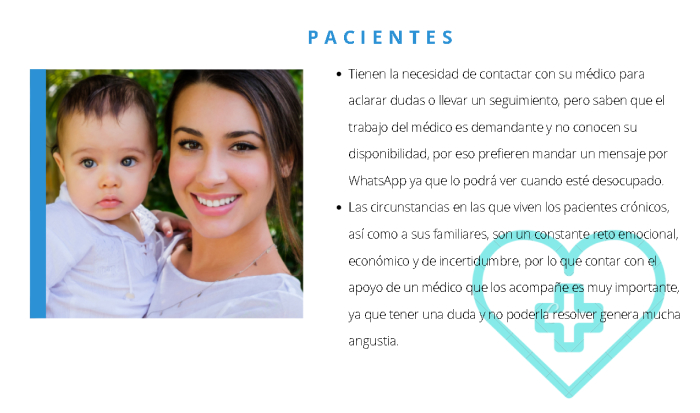 PACIENTES
• Tienen la necesidad de contactar con su médico para
aclarar dudas o llevar un seguimiento, pero saben que el
trabajo del médico es demandante y no conocen su
disponibilidad, por eso prefieren mandar un mensaje por
WhatsApp ya que lo podrá ver cuando esté desocupado.
• Las circunstancias en las que viven los pacientes crónicos,
así como a sus familiares, son un constante reto emocional,
económico y de incertidumbre, por lo que contar con el
apoyo de un médico que los acompañe es muy importante,
ya que tener una duda y no poderla resolver genera mucha
angustia.